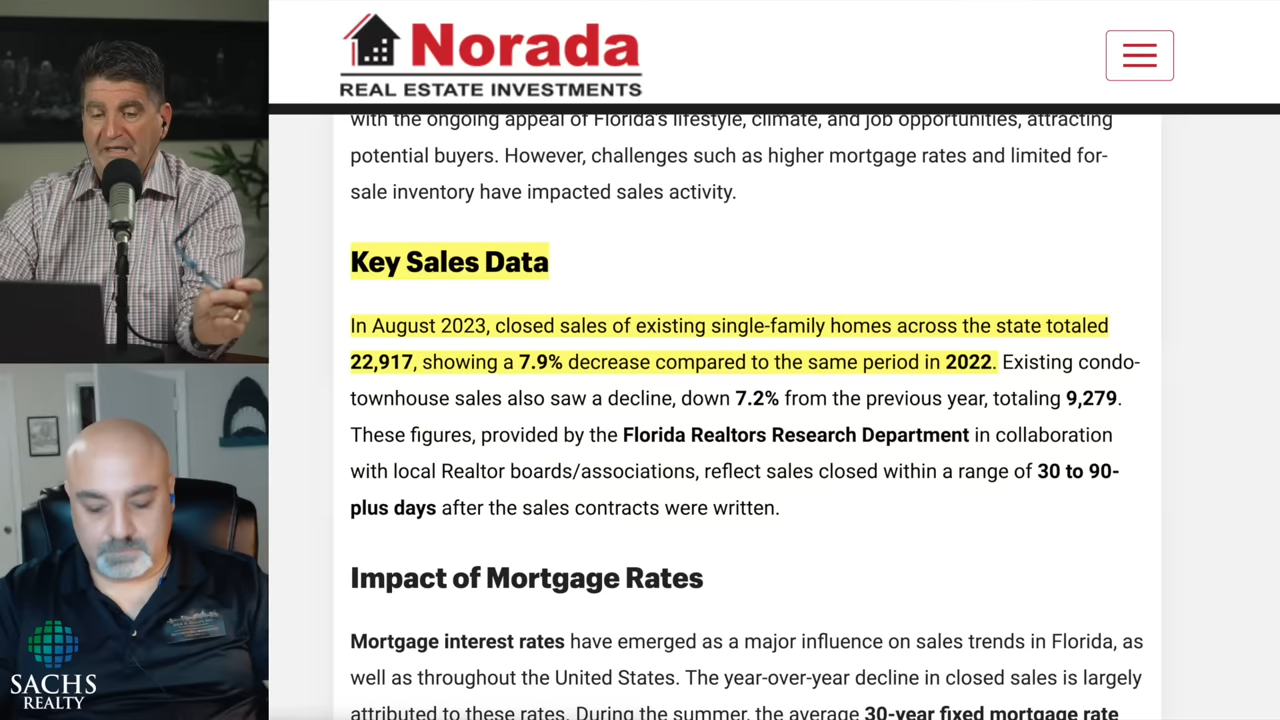 Norada
REAL ESTATE INVESTMENTS
with the ongoing appeal of Florida's lifestyle, climate, and job opportunities, attracting
potential buyers. However, challenges such as higher mortgage rates and limited for-
sale inventory have impacted sales activity.
Key Sales Data
In August 2023, closed sales of existing single-family homes across the state totaled
22,917, showing a 7.9% decrease compared to the same period in 2022. Existing condo-
townhouse sales also saw a decline, down 7.2% from the previous year, totaling 9,279.
These figures, provided by the Florida Realtors Research Department in collaboration
with local Realtor boards/associations, reflect sales closed within a range of 30 to 90-
plus days after the sales contracts were written.
Impact of Mortgage Rates
Mortgage interest rates have emerged as a major influence on sales trends in Florida, as
well as throughout the United States. The year-over-year decline in closed sales is largely
attributed to these rates. During the summer, the average 30-year fixed mortgage rate
SACHS
REALTY